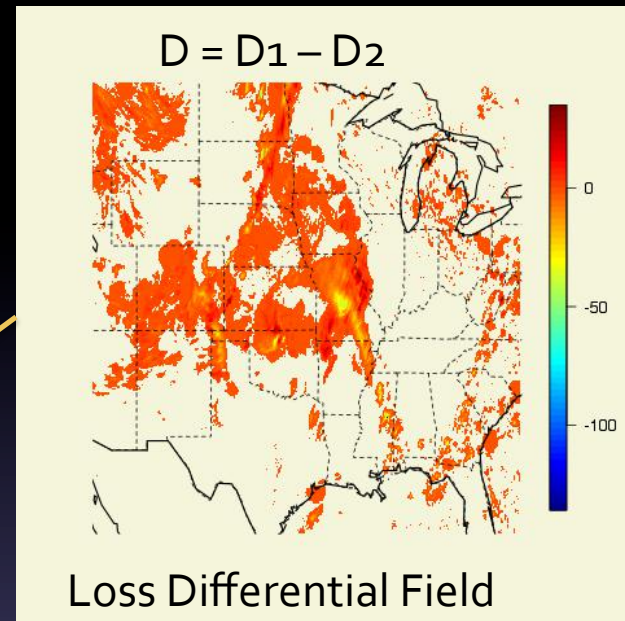 D = D1 – D2
0
-50
-100
Loss Differential Field